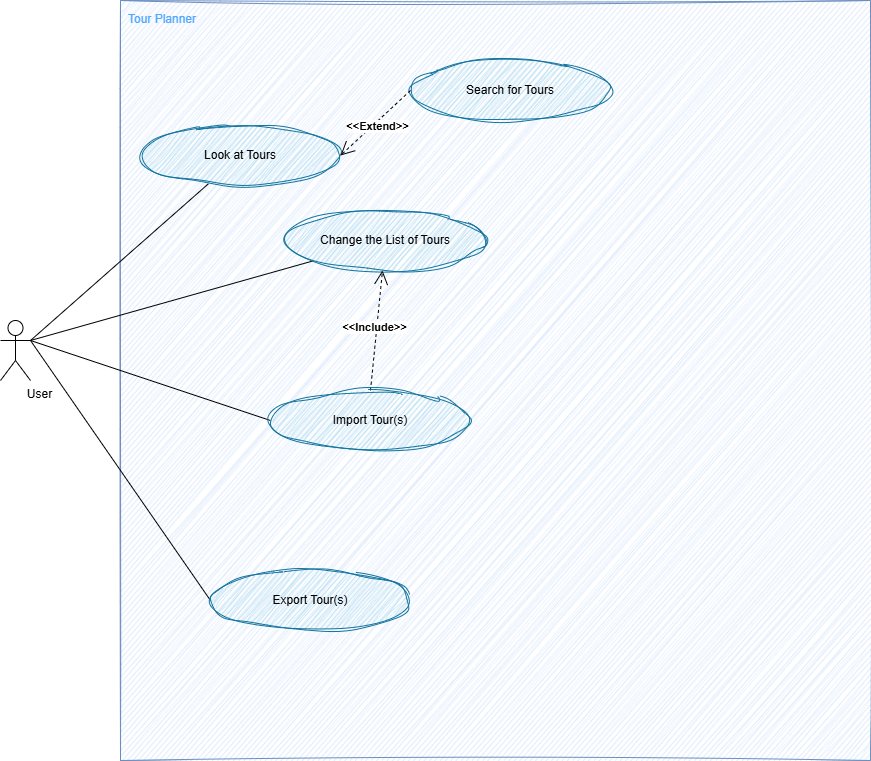 Tour Planner
Search for Tours
<<Extend>>
Look at Tours
Change the List of Tours
<<Include>>
User
Import Tour(s)
Export Tour(s)